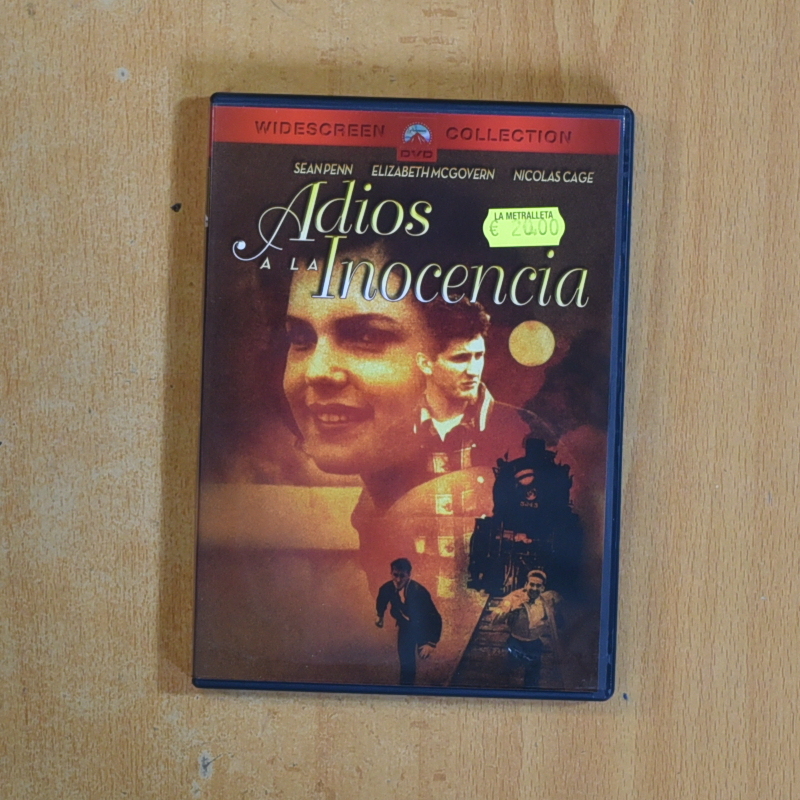 WIDESCREEN DVD COLLECTION
SEAN PENN ELIZABETH MCGOVERN NICOLAS CAGE
Adios
A LA Inocencia
LA METRALLETA
€ 20,00